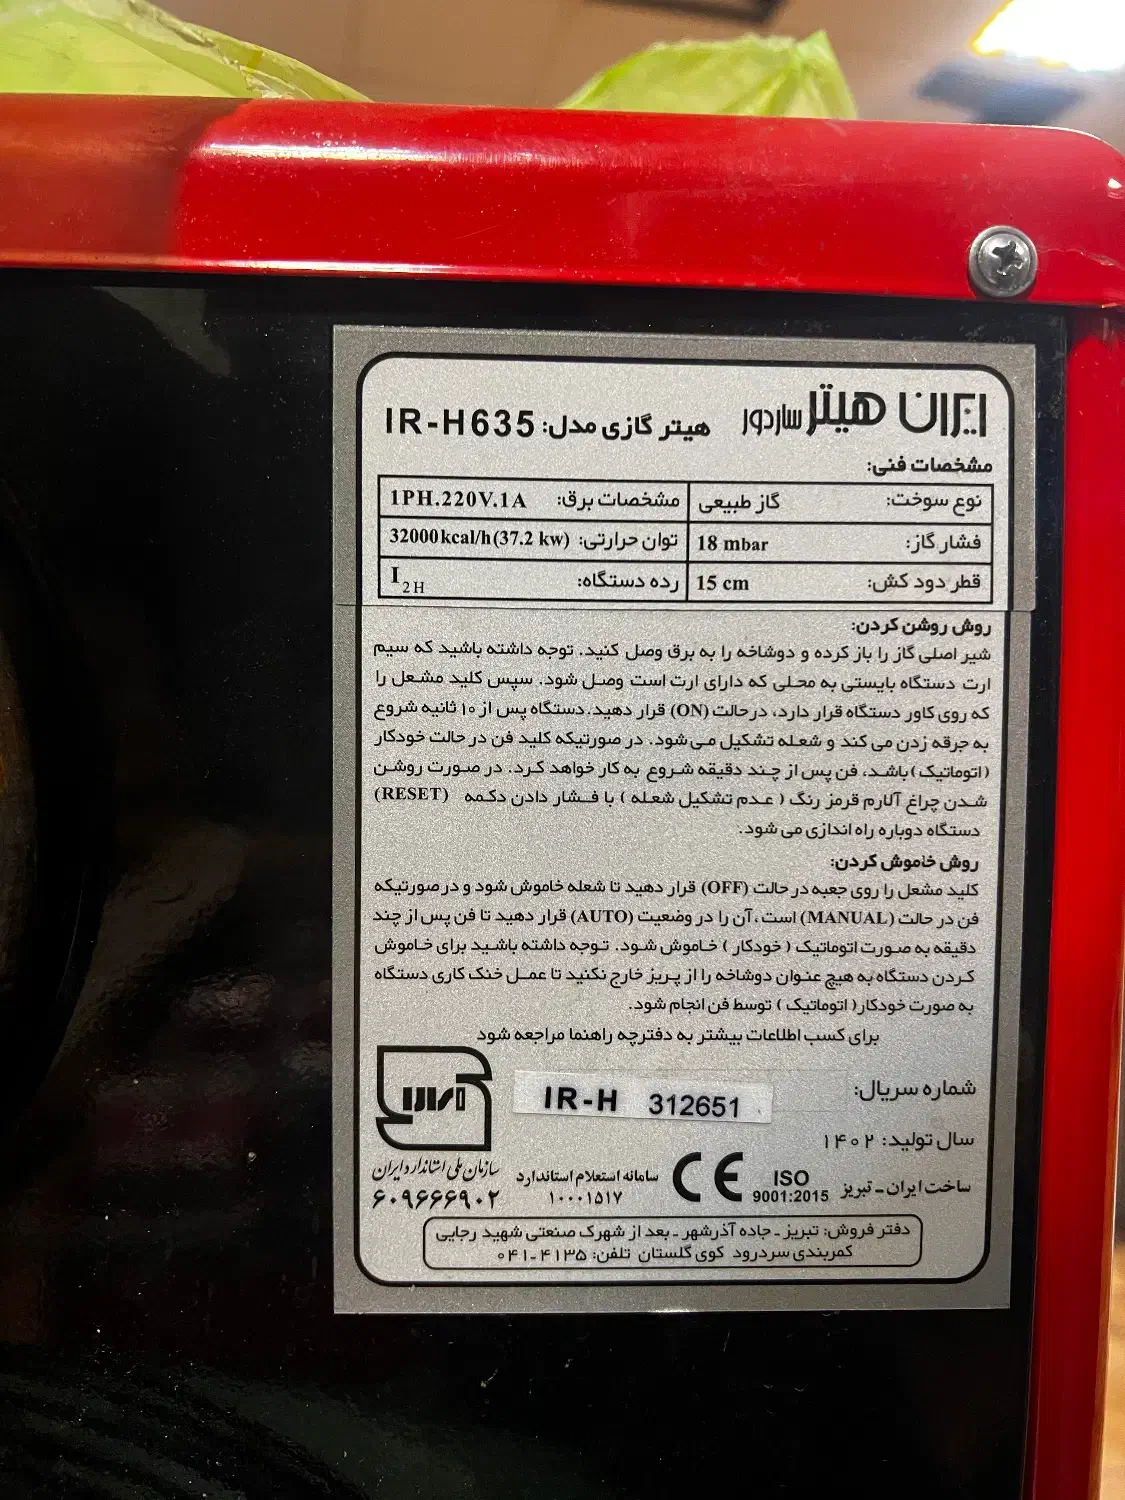 ایران هیتر ساردور
هیتر گازی مدل: IR-H635
مشخصات فنی:
نوع سوخت: گاز طبیعی مشخصات برق: 1PH.220V.1A
فشار گاز: 18 mbar توان حرارتی: 32000kcal/h(37.2 kw)
قطر دود کش: 15 cm رده دستگاه: I2H
روش روشن کردن:
شیر اصلی گاز را باز کرده و دوشاخه را به برق وصل کنید. توجه داشته باشید که سیم
ارت دستگاه بایستی به محلی که دارای ارت است وصل شود. سپس کلید مشعل را
که روی کاور دستگاه قرار دارد، درحالت (ON) قرار دهید. دستگاه پس از ۱۰ ثانیه شروع
به جرقه زدن می کند و شعله تشکیل می‌شود. در صورتیکه کلید فن در حالت خودکار
(اتوماتیک) باشد، فن پس از چند دقیقه شروع به کار خواهد کرد. در صورت روشن
شدن چراغ آلارم قرمز رنگ ( عدم تشکیل شعله ) با فشار دادن دکمه (RESET)
دستگاه دوباره راه اندازی می شود.
روش خاموش کردن:
کلید مشعل را روی جعبه در حالت (OFF) قرار دهید تا شعله خاموش شود و در صورتیکه
فن در حالت (MANUAL) است، آن را در وضعیت (AUTO) قرار دهید تا فن پس از چند
دقیقه به صورت اتوماتیک ( خودکار ) خاموش شود. توجه داشته باشید برای خاموش
کردن دستگاه به هیچ عنوان دوشاخه را از پریز خارج نکنید تا عمل خنک کاری دستگاه
به صورت خودکار( اتوماتیک ) توسط فن انجام شود.
برای کسب اطلاعات بیشتر به دفترچه راهنما مراجعه شود
شماره سریال: IR-H 312651
سال تولید: ۱۴۰۲
ساخت ایران - تبریز
ISO
9001:2015
CE
سامانه استعلام استاندارد
۱۰۰۰۱۵۱۷
سازمان ملی استاندارد ایران
۶۰۹۶۶۶۹۰۲
دفتر فروش: تبریز - جاده آذرشهر - بعد از شهرک صنعتی شهید رجایی
کمربندی سردرود کوی گلستان تلفن: ۴۱۳۵-۰۴۱